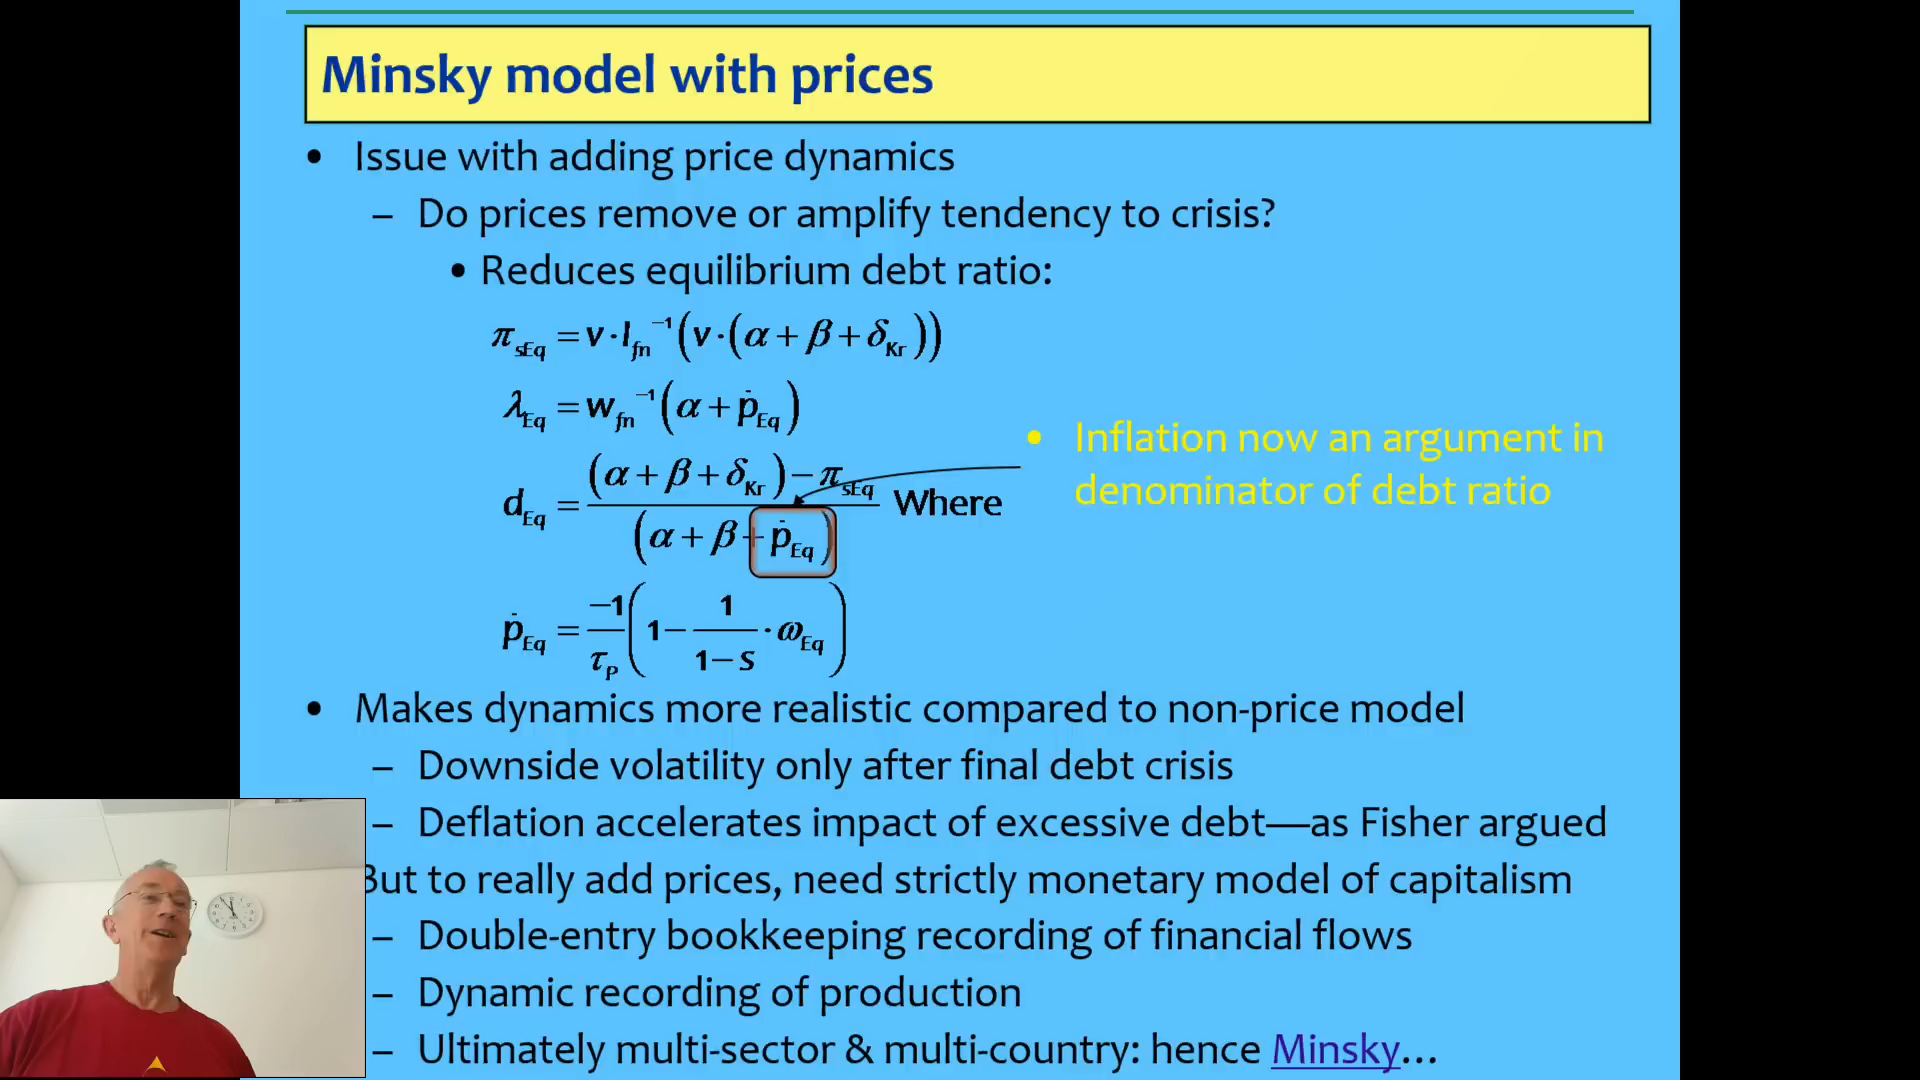 Minsky model with prices
• Issue with adding price dynamics
– Do prices remove or amplify tendency to crisis?
• Reduces equilibrium debt ratio:
π_sEq = v · I_fn⁻¹ (v · (α + β + δ_Kr))
λ_Eq = w_fn⁻¹ (α + ṗ_Eq)
d_Eq = ((α + β + δ_Kr) − π_sEq) / (α + β + ṗ_Eq) Where
• Inflation now an argument in
denominator of debt ratio
ṗ_Eq = −1/τ_P (1 − 1/(1 − s) · ω_Eq)
• Makes dynamics more realistic compared to non-price model
– Downside volatility only after final debt crisis
– Deflation accelerates impact of excessive debt—as Fisher argued
But to really add prices, need strictly monetary model of capitalism
– Double-entry bookkeeping recording of financial flows
– Dynamic recording of production
– Ultimately multi-sector & multi-country: hence Minsky...